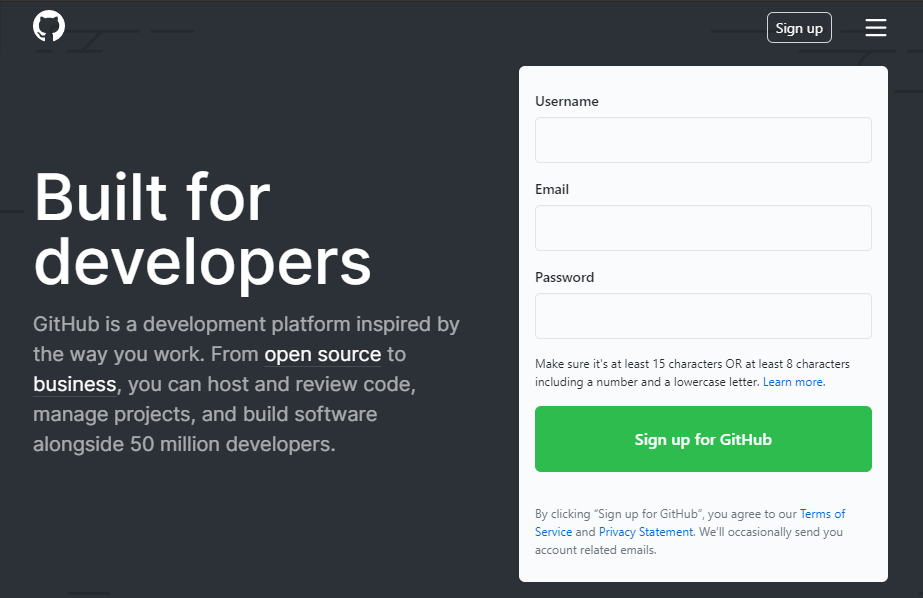 Sign up
Built for
developers
GitHub is a development platform inspired by
the way you work. From open source to
business, you can host and review code,
manage projects, and build software
alongside 50 million developers.
Username
Email
Password
Make sure it's at least 15 characters OR at least 8 characters
including a number and a lowercase letter. Learn more.
Sign up for GitHub
By clicking “Sign up for GitHub”, you agree to our Terms of
Service and Privacy Statement. We’ll occasionally send you
account related emails.